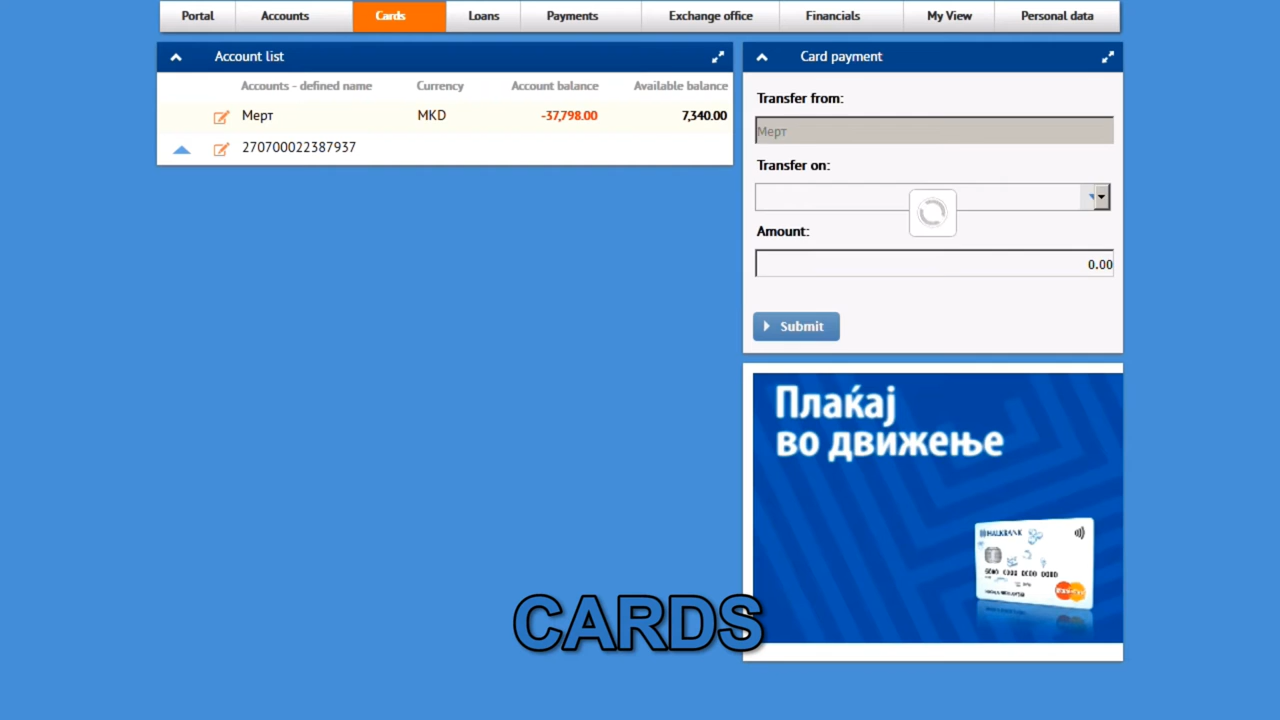 Portal Accounts Cards Loans Payments Exchange office Financials My View Personal data
Account list
Accounts - defined name Currency Account balance Available balance
Мерт MKD -37,798.00 7,340.00
270700022387937
Card payment
Transfer from:
Мерт
Transfer on:
Amount:
0.00
Submit
Плаќај
во движење
HALKBANK
CARDS